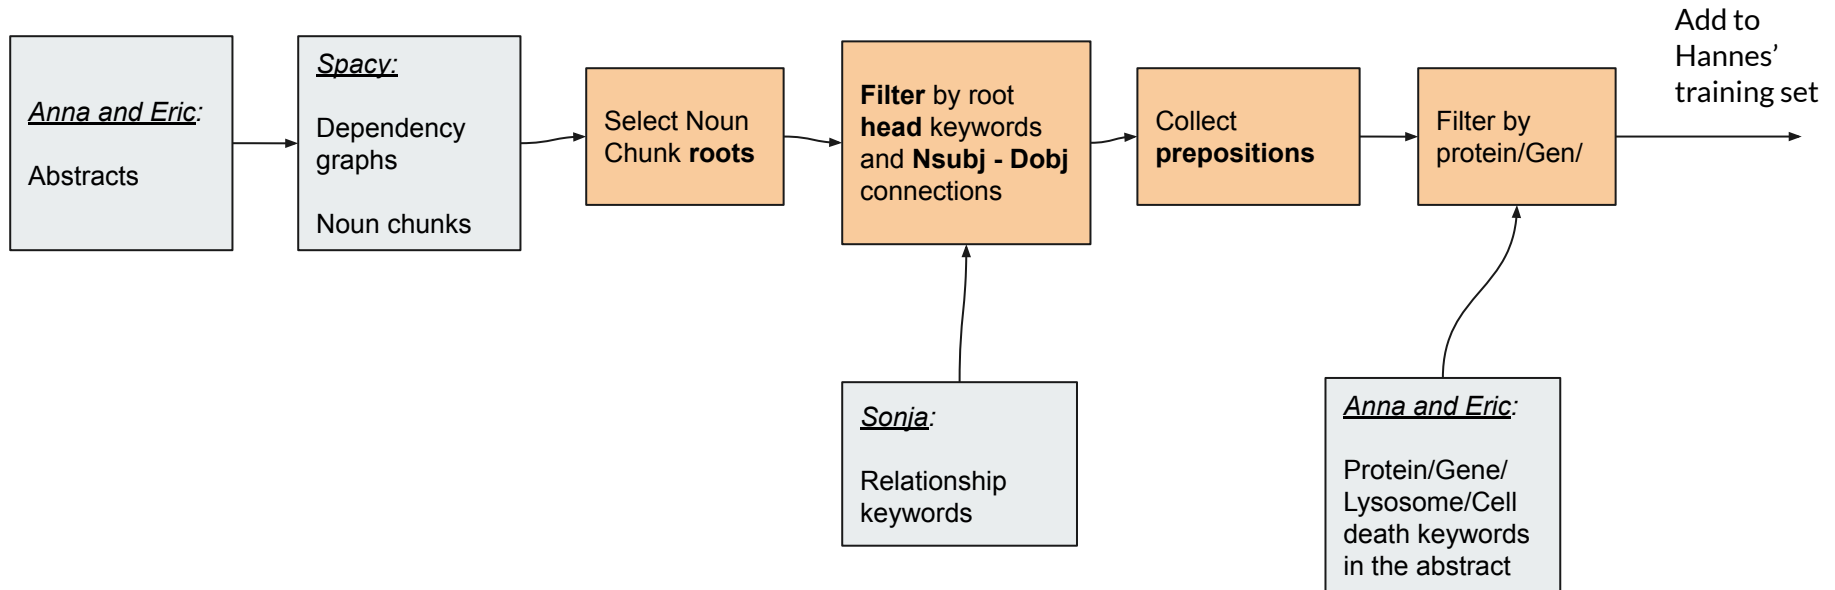 Anna and Eric:
Abstracts
Spacy:
Dependency
graphs
Noun chunks
Select Noun
Chunk roots
Filter by root
head keywords
and Nsubj - Dobj
connections
Collect
prepositions
Filter by
protein/Gen/
Add to
Hannes’
training set
Sonja:
Relationship
keywords
Anna and Eric:
Protein/Gene/
Lysosome/Cell
death keywords
in the abstract